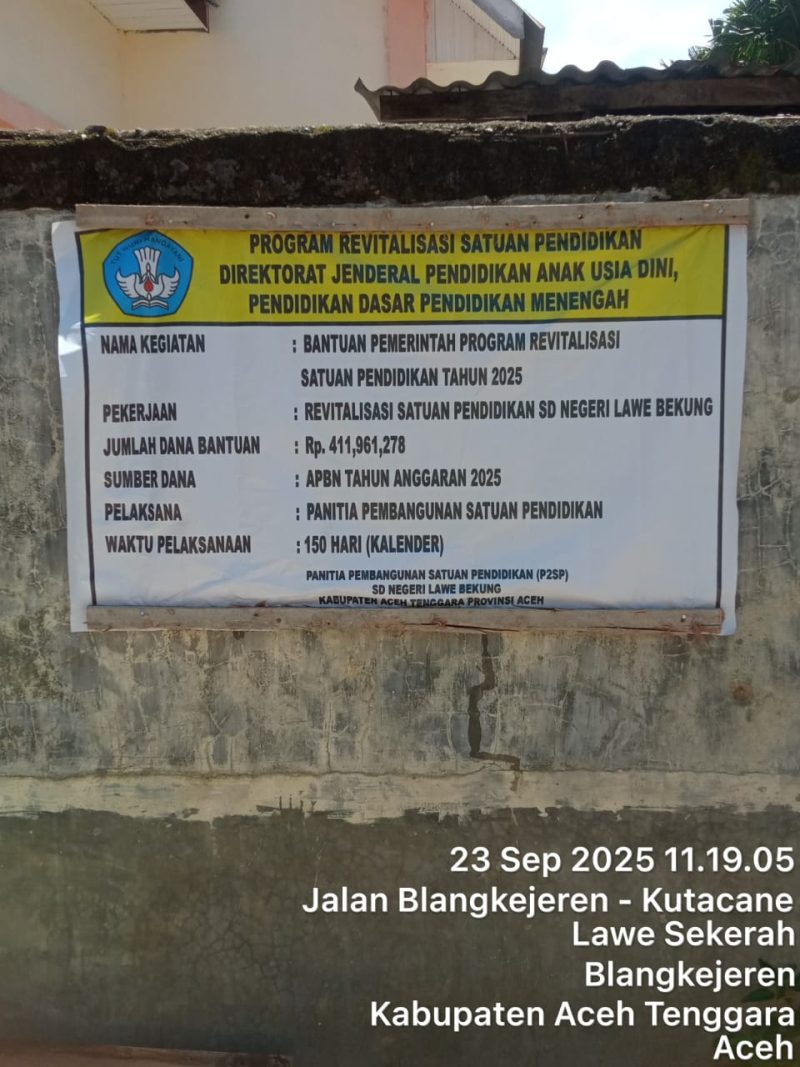 TUT WURI HANDAYANI
PROGRAM REVITALISASI SATUAN PENDIDIKAN
DIREKTORAT JENDERAL PENDIDIKAN ANAK USIA DINI,
PENDIDIKAN DASAR PENDIDIKAN MENENGAH
NAMA KEGIATAN : BANTUAN PEMERINTAH PROGRAM REVITALISASI
SATUAN PENDIDIKAN TAHUN 2025
PEKERJAAN : REVITALISASI SATUAN PENDIDIKAN SD NEGERI LAWE BEKUNG
JUMLAH DANA BANTUAN : Rp. 411,961,278
SUMBER DANA : APBN TAHUN ANGGARAN 2025
PELAKSANA : PANITIA PEMBANGUNAN SATUAN PENDIDIKAN
WAKTU PELAKSANAAN : 150 HARI (KALENDER)
PANITIA PEMBANGUNAN SATUAN PENDIDIKAN (P2SP)
SD NEGERI LAWE BEKUNG
KABUPATEN ACEH TENGGARA PROVINSI ACEH
23 Sep 2025 11.19.05
Jalan Blangkejeren - Kutacane
Lawe Sekerah
Blangkejeren
Kabupaten Aceh Tenggara
Aceh